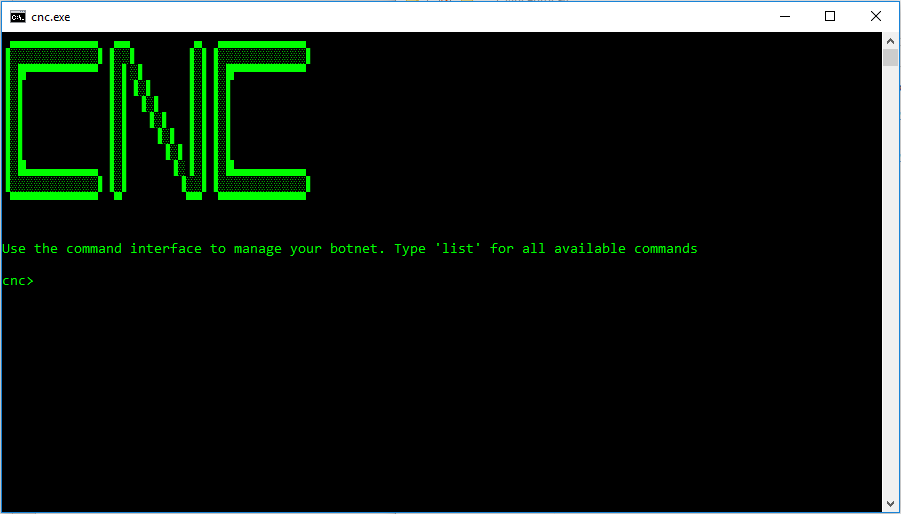 cnc.exe
CNC
Use the command interface to manage your botnet. Type 'list' for all available commands
cnc>